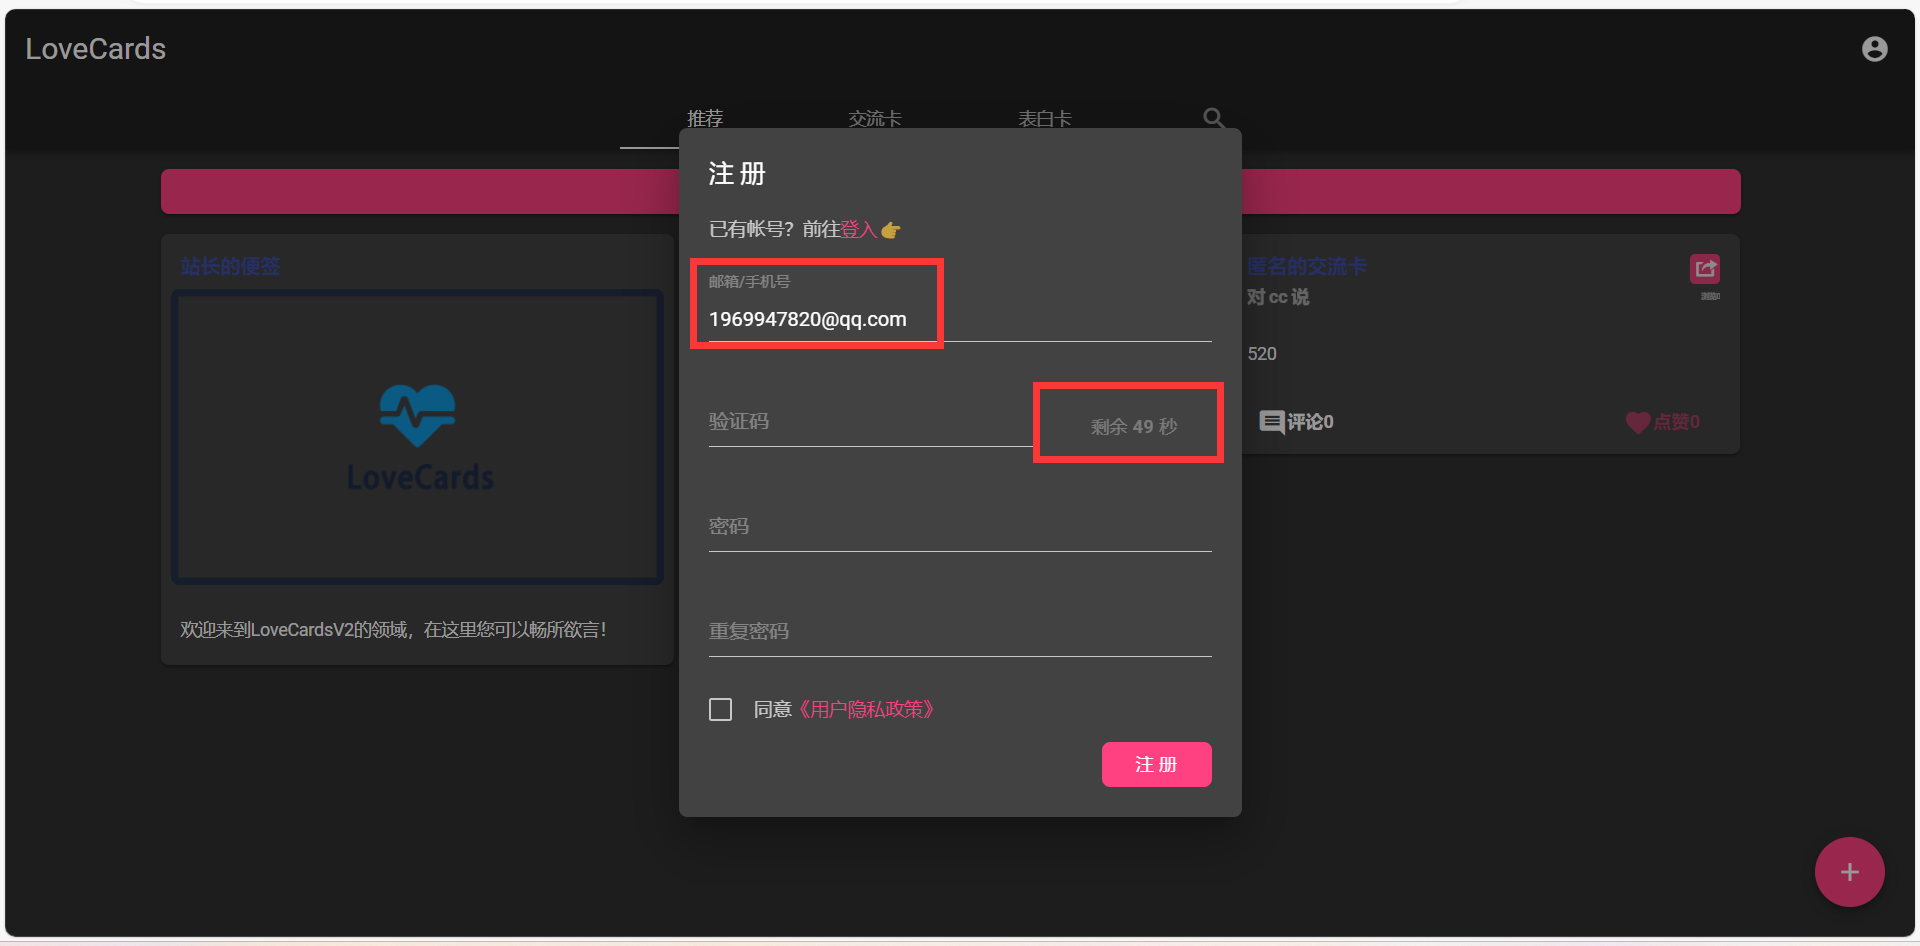 LoveCards
推荐
交流卡
表白卡
注 册
已有帐号？前往登入👉
邮箱/手机号
1969947820@qq.com
验证码
剩余 49 秒
密码
重复密码
同意《用户隐私政策》
注 册
站长的便签
LoveCards
欢迎来到LoveCardsV2的领域，在这里您可以畅所欲言！
匿名的交流卡
对 cc 说
520
评论0
点赞0